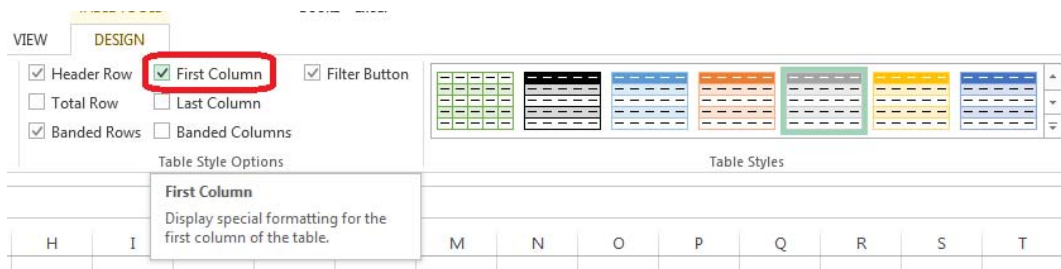 VIEW DESIGN
Header Row First Column Filter Button
Total Row Last Column
Banded Rows Banded Columns
Table Style Options Table Styles
First Column
Display special formatting for the
first column of the table.
H I M N O P Q R S T